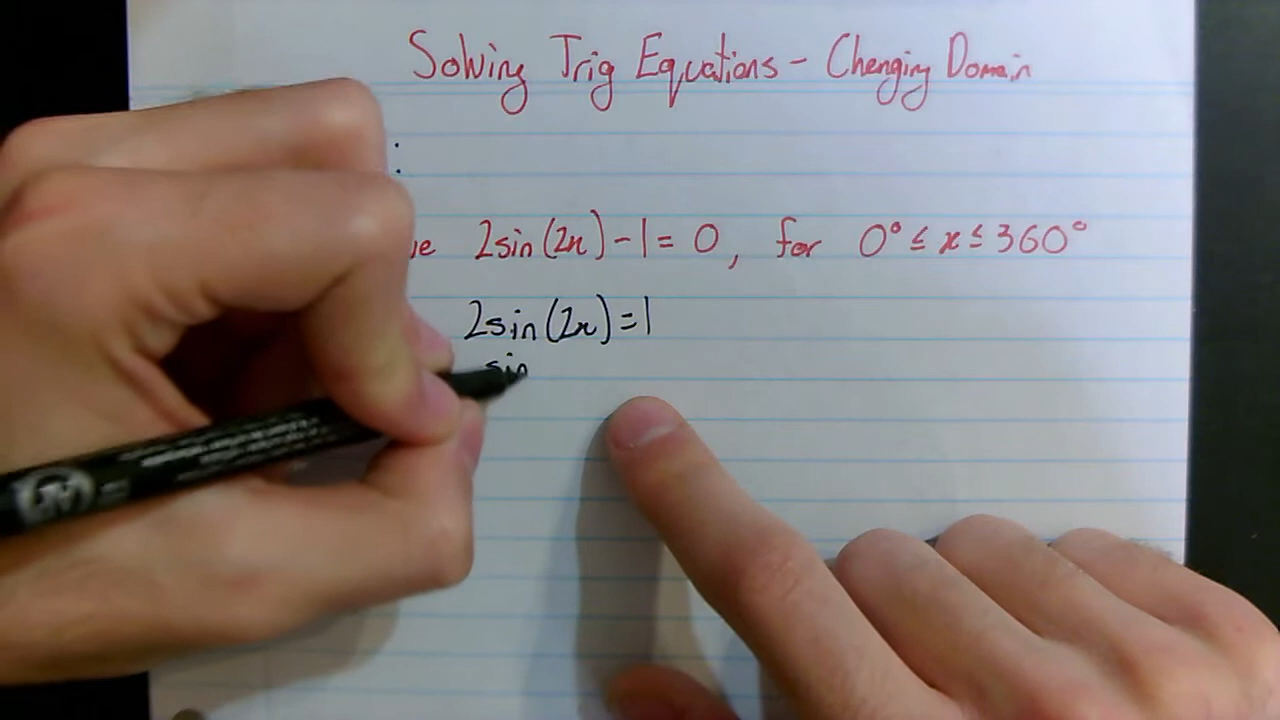 Solving Trig Equations - Changing Domain
:
2sin(2x)-1=0, for 0°≤x≤360°
2sin(2x)=1
sin